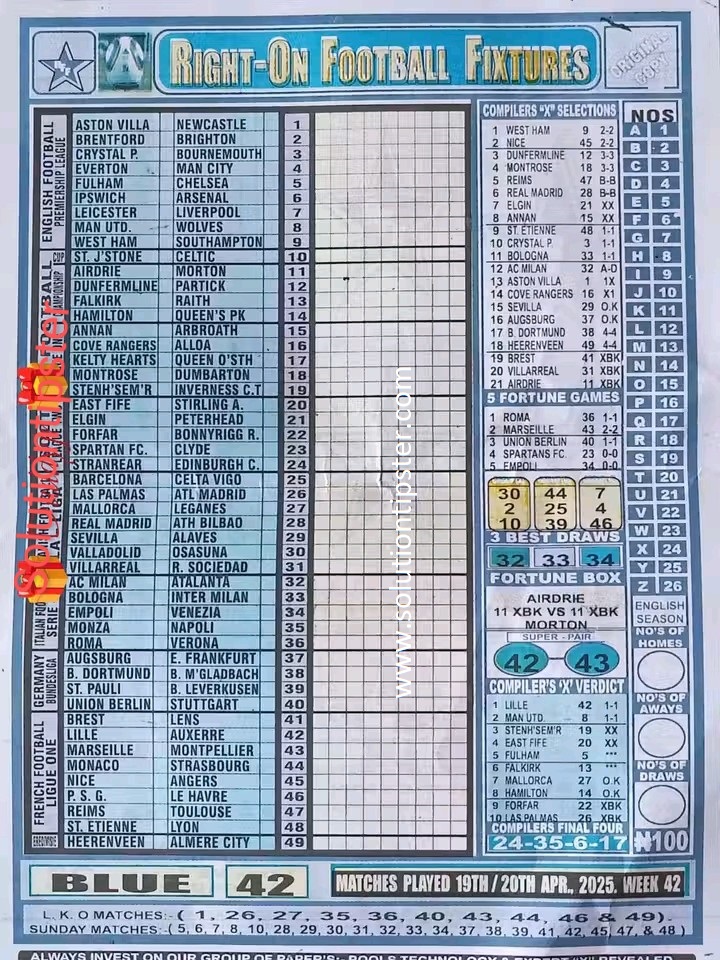 RIGHT-ON FOOTBALL FIXTURES
ORIGINAL COPY
ENGLISH FOOTBALL PREMIERSHIP LEAGUE
ASTON VILLA NEWCASTLE 1
BRENTFORD BRIGHTON 2
CRYSTAL P. BOURNEMOUTH 3
EVERTON MAN CITY 4
FULHAM CHELSEA 5
IPSWICH ARSENAL 6
LEICESTER LIVERPOOL 7
MAN UTD. WOLVES 8
WEST HAM SOUTHAMPTON 9
CUP
ST. J'STONE CELTIC 10
AIRDRIE MORTON 11
DUNFERMLINE PARTICK 12
FALKIRK RAITH 13
HAMILTON QUEEN'S PK 14
ANNAN ARBROATH 15
COVE RANGERS ALLOA 16
KELTY HEARTS QUEEN O'STH 17
MONTROSE DUMBARTON 18
STENH'SEM'R INVERNESS C.T 19
EAST FIFE STIRLING A. 20
ELGIN PETERHEAD 21
FORFAR BONNYRIGG R. 22
SPARTAN FC. CLYDE 23
STRANREAR EDINBURGH C. 24
BARCELONA CELTA VIGO 25
LAS PALMAS ATL MADRID 26
MALLORCA LEGANES 27
REAL MADRID ATH BILBAO 28
SEVILLA ALAVES 29
VALLADOLID OSASUNA 30
VILLARREAL R. SOCIEDAD 31
ITALIAN FOO SERIE
AC MILAN ATALANTA 32
BOLOGNA INTER MILAN 33
EMPOLI VENEZIA 34
MONZA NAPOLI 35
ROMA VERONA 36
GERMANY BUNDESLIGA
AUGSBURG E. FRANKFURT 37
B. DORTMUND B. M'GLADBACH 38
ST. PAULI B. LEVERKUSEN 39
UNION BERLIN STUTTGART 40
FRENCH FOOTBALL LIGUE ONE
BREST LENS 41
LILLE AUXERRE 42
MARSEILLE MONTPELLIER 43
MONACO STRASBOURG 44
NICE ANGERS 45
P. S. G. LE HAVRE 46
REIMS TOULOUSE 47
ST. ETIENNE LYON 48
HEERENVEEN ALMERE CITY 49
Solutiontipster
www.solutiontipster.com
COMPILERS "X" SELECTIONS
1 WEST HAM 9 2-2
2 NICE 45 2-2
3 DUNFERMLINE 12 3-3
4 MONTROSE 18 3-3
5 REIMS 47 B-B
6 REAL MADRID 28 B-B
7 ELGIN 21 XX
8 ANNAN 15 XX
9 ST. ETIENNE 48 1-1
10 CRYSTAL P. 3 1-1
11 BOLOGNA 33 1-1
12 AC MILAN 32 A-D
13 ASTON VILLA 1 1X
14 COVE RANGERS 16 X1
15 SEVILLA 29 O.K
16 AUGSBURG 37 O.K
17 B. DORTMUND 38 4-4
18 HEERENVEEN 49 4-4
19 BREST 41 XBK
20 VILLARREAL 31 XBK
21 AIRDRIE 11 XBK
5 FORTUNE GAMES
1 ROMA 36 1-1
2 MARSEILLE 43 2-2
3 UNION BERLIN 40 1-1
4 SPARTANS FC. 23 0-0
5 EMPOLI 34 0-0
30 44 7
2 25 4
10 39 46
3 BEST DRAWS
32 33 34
FORTUNE BOX
AIRDRIE
11 XBK VS 11 XBK
MORTON
SUPER - PAIR
42 43
COMPILER'S 'X' VERDICT
1 LILLE 42 1-1
2 MAN UTD. 8 1-1
3 STENH'SEM'R 19 XX
4 EAST FIFE 20 XX
5 FULHAM 5 ***
6 FALKIRK 13 ***
7 MALLORCA 27 O.K
8 HAMILTON 14 O.K
9 FORFAR 22 XBK
10 LAS PALMAS 26 XBK
COMPILERS FINAL FOUR
24-35-6-17
NOS
A 1
B 2
C 3
D 4
E 5
F 6
G 7
H 8
I 9
J 10
K 11
L 12
M 13
N 14
O 15
P 16
Q 17
R 18
S 19
T 20
U 21
V 22
W 23
X 24
Y 25
Z 26
ENGLISH
SEASON
NO'S OF
HOMES
NO'S OF
AWAYS
NO'S OF
DRAWS
₦100
BLUE 42 MATCHES PLAYED 19TH / 20TH APR., 2025. WEEK 42
L. K. O MATCHES:-( 1, 26, 27, 35, 36, 40, 43, 44, 46 & 49).
SUNDAY MATCHES:-( 5, 6, 7, 8, 10, 28, 29, 30, 31, 32, 33, 34, 37, 38, 39, 41, 42, 45, 47, & 48 )
ALWAYS INVEST ON OUR GROUP OF PAPER'S:- POOLS TECHNOLOGY & EXPERT "X" REVEALED